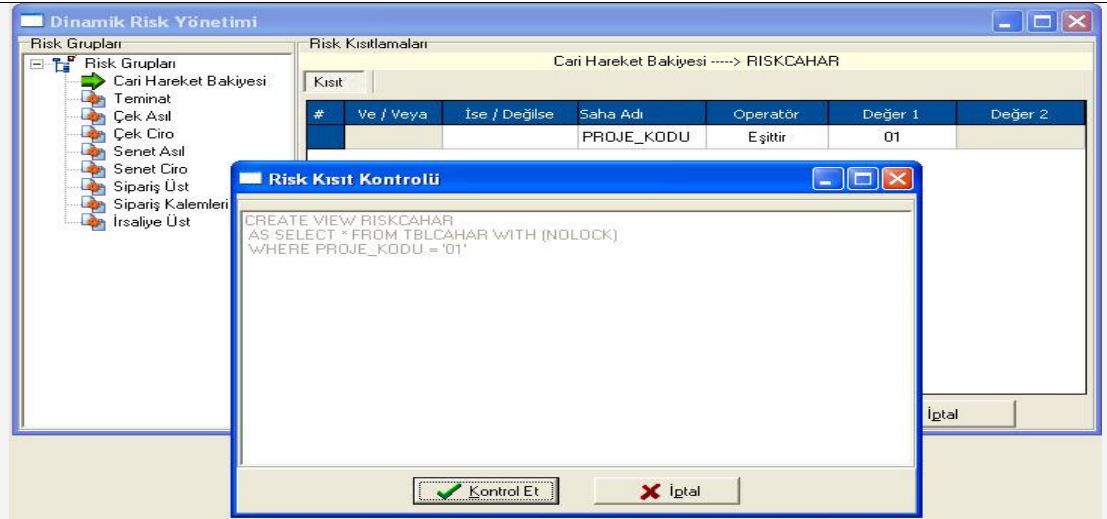 Dinamik Risk Yönetimi
Risk Grupları
Risk Grupları
Cari Hareket Bakiyesi
Teminat
Çek Asıl
Çek Ciro
Senet Asıl
Senet Ciro
Sipariş Üst
Sipariş Kalemleri
İrsaliye Üst
Risk Kısıtlamaları
Cari Hareket Bakiyesi -----> RISKCAHAR
Kısıt
# Ve / Veya İse / Değilse Saha Adı Operatör Değer 1 Değer 2
PROJE_KODU Eşittir 01
İptal
Risk Kısıt Kontrolü
CREATE VIEW RISKCAHAR
AS SELECT * FROM TBLCAHAR WITH (NOLOCK)
WHERE PROJE_KODU = '01'
Kontrol Et İptal